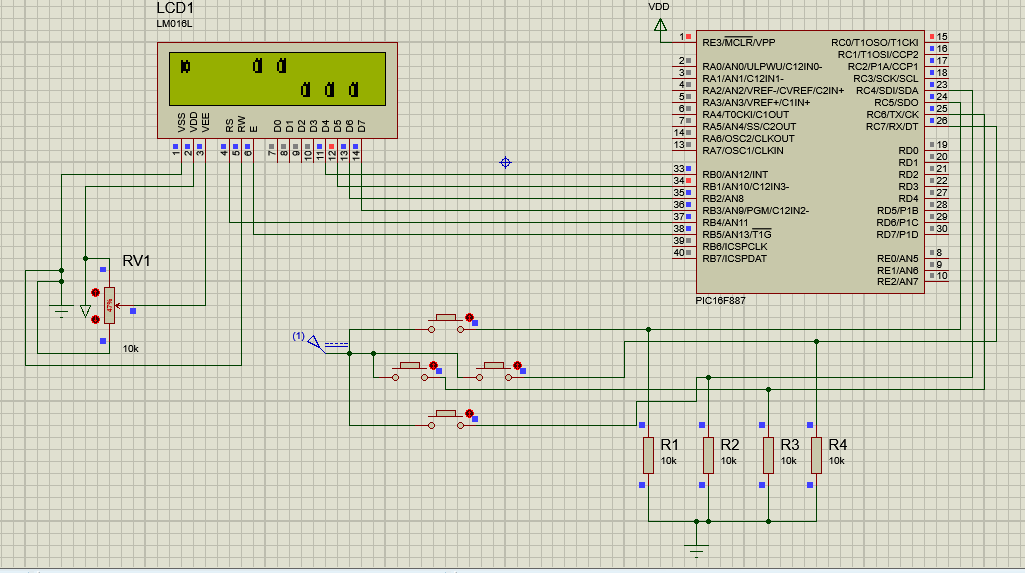 LCD1
LM016L
VSS
VDD
VEE
RS
RW
E
D0
D1
D2
D3
D4
D5
D6
D7
1
2
3
4
5
6
7
8
9
10
11
12
13
14
RV1
47%
10k
(1)
VDD
1 RE3/MCLR/VPP
2 RA0/AN0/ULPWU/C12IN0-
3 RA1/AN1/C12IN1-
4 RA2/AN2/VREF-/CVREF/C2IN+
5 RA3/AN3/VREF+/C1IN+
6 RA4/T0CKI/C1OUT
7 RA5/AN4/SS/C2OUT
14 RA6/OSC2/CLKOUT
13 RA7/OSC1/CLKIN
33 RB0/AN12/INT
34 RB1/AN10/C12IN3-
35 RB2/AN8
36 RB3/AN9/PGM/C12IN2-
37 RB4/AN11
38 RB5/AN13/T1G
39 RB6/ICSPCLK
40 RB7/ICSPDAT
RC0/T1OSO/T1CKI 15
RC1/T1OSI/CCP2 16
RC2/P1A/CCP1 17
RC3/SCK/SCL 18
RC4/SDI/SDA 23
RC5/SDO 24
RC6/TX/CK 25
RC7/RX/DT 26
RD0 19
RD1 20
RD2 21
RD3 22
RD4 27
RD5/P1B 28
RD6/P1C 29
RD7/P1D 30
RE0/AN5 8
RE1/AN6 9
RE2/AN7 10
PIC16F887
R1
10k
R2
10k
R3
10k
R4
10k